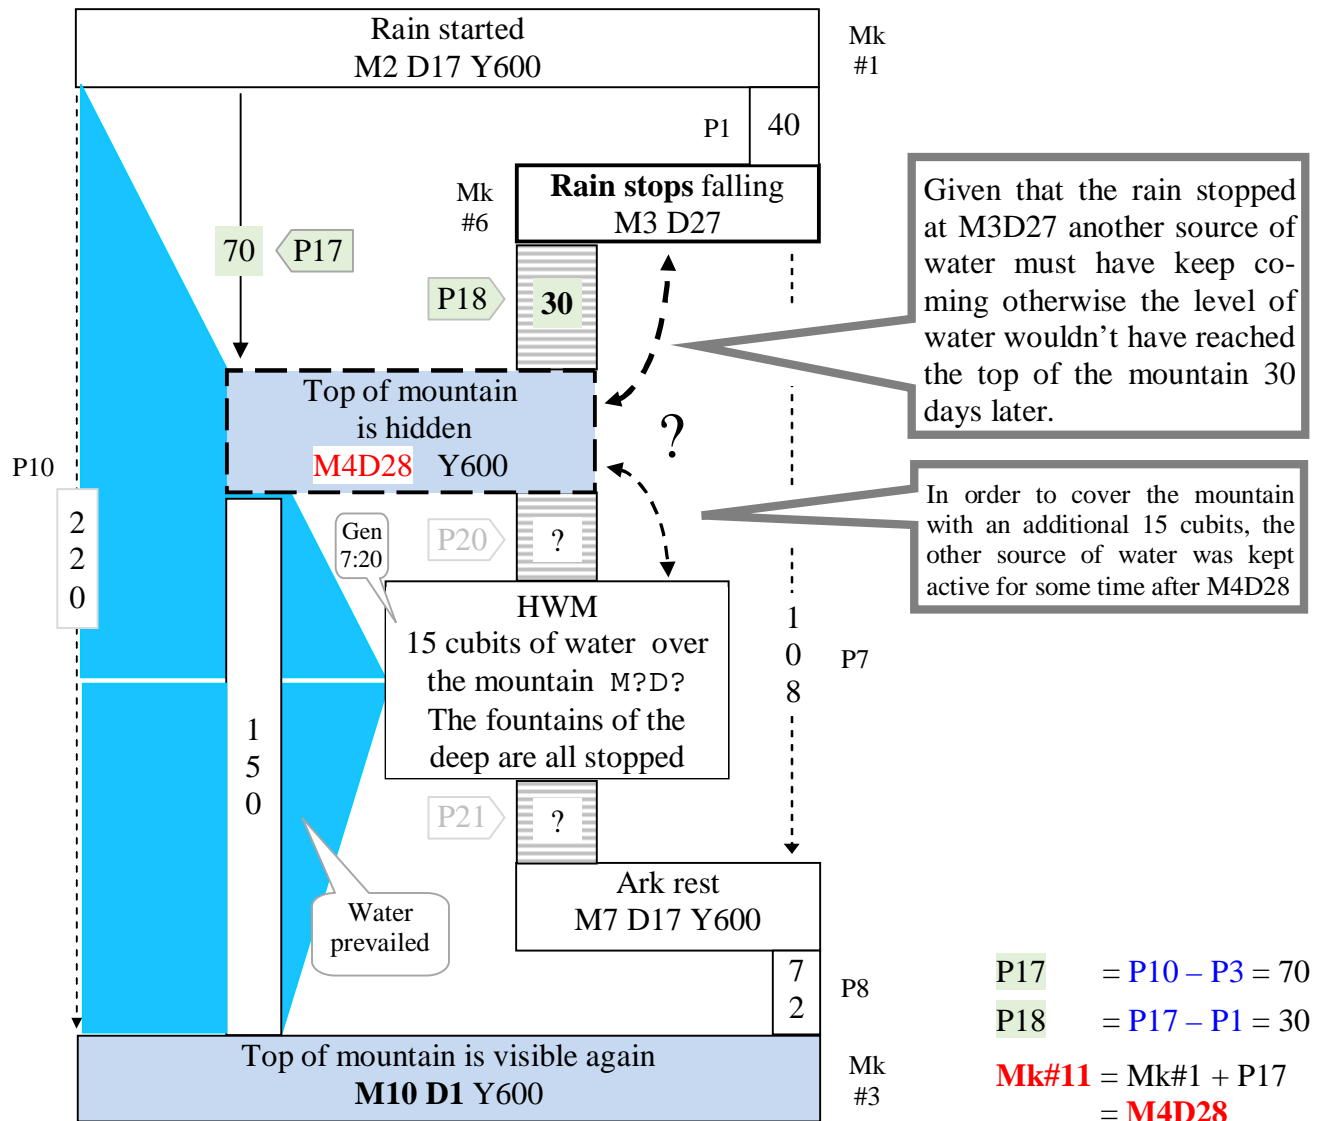 Rain started
M2 D17 Y600
Mk
#1
P1
40
Rain stops falling
M3 D27
Mk
#6
70
P17
P18
30
Given that the rain stopped
at M3D27 another source of
water must have keep co-
ming otherwise the level of
water wouldn’t have reached
the top of the mountain 30
days later.
Top of mountain
is hidden
M4D28 Y600
?
P10
2
2
0
In order to cover the mountain
with an additional 15 cubits, the
other source of water was kept
active for some time after M4D28
Gen
7:20
P20
?
HWM
15 cubits of water over
the mountain M?D?
The fountains of the
deep are all stopped
1
0
8
P7
1
5
0
P21
?
Water
prevailed
Ark rest
M7 D17 Y600
7
2
P8
Top of mountain is visible again
M10 D1 Y600
Mk
#3
P17 = P10 – P3 = 70
P18 = P17 – P1 = 30
Mk#11 = Mk#1 + P17
= M4D28